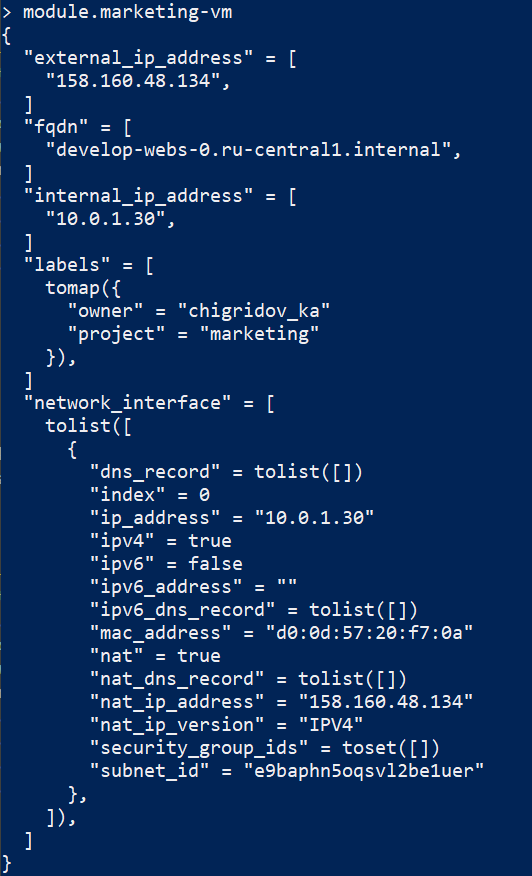 > module.marketing-vm
{
  "external_ip_address" = [
    "158.160.48.134",
  ]
  "fqdn" = [
    "develop-webs-0.ru-central1.internal",
  ]
  "internal_ip_address" = [
    "10.0.1.30",
  ]
  "labels" = [
    tomap({
      "owner" = "chigridov_ka"
      "project" = "marketing"
    }),
  ]
  "network_interface" = [
    tolist([
      {
        "dns_record" = tolist([])
        "index" = 0
        "ip_address" = "10.0.1.30"
        "ipv4" = true
        "ipv6" = false
        "ipv6_address" = ""
        "ipv6_dns_record" = tolist([])
        "mac_address" = "d0:0d:57:20:f7:0a"
        "nat" = true
        "nat_dns_record" = tolist([])
        "nat_ip_address" = "158.160.48.134"
        "nat_ip_version" = "IPV4"
        "security_group_ids" = toset([])
        "subnet_id" = "e9baphn5oqsvl2be1uer"
      },
    ]),
  ]
}